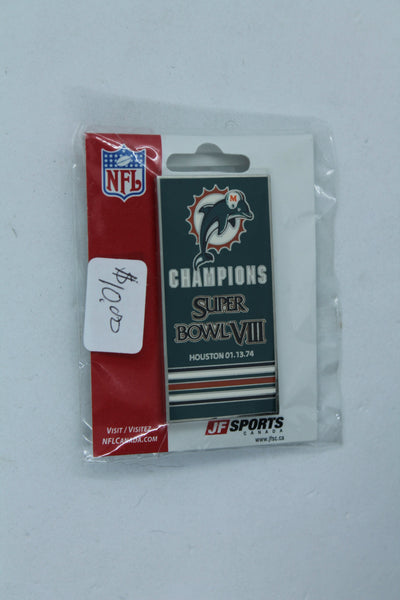 NFL
M
CHAMPIONS
SUPER
BOWL VIII
HOUSTON 01.13.74
$10.00
VISIT / VISITEZ
NFLCANADA.COM
JF SPORTS
CANADA
www.jfsc.ca